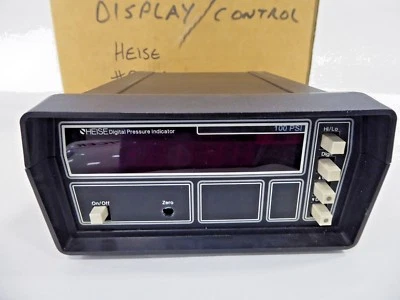 DISPLAY/CONTROL
HEISE
HEISE Digital Pressure Indicator
100 PSI
Hi/Lo
On/Off
Zero